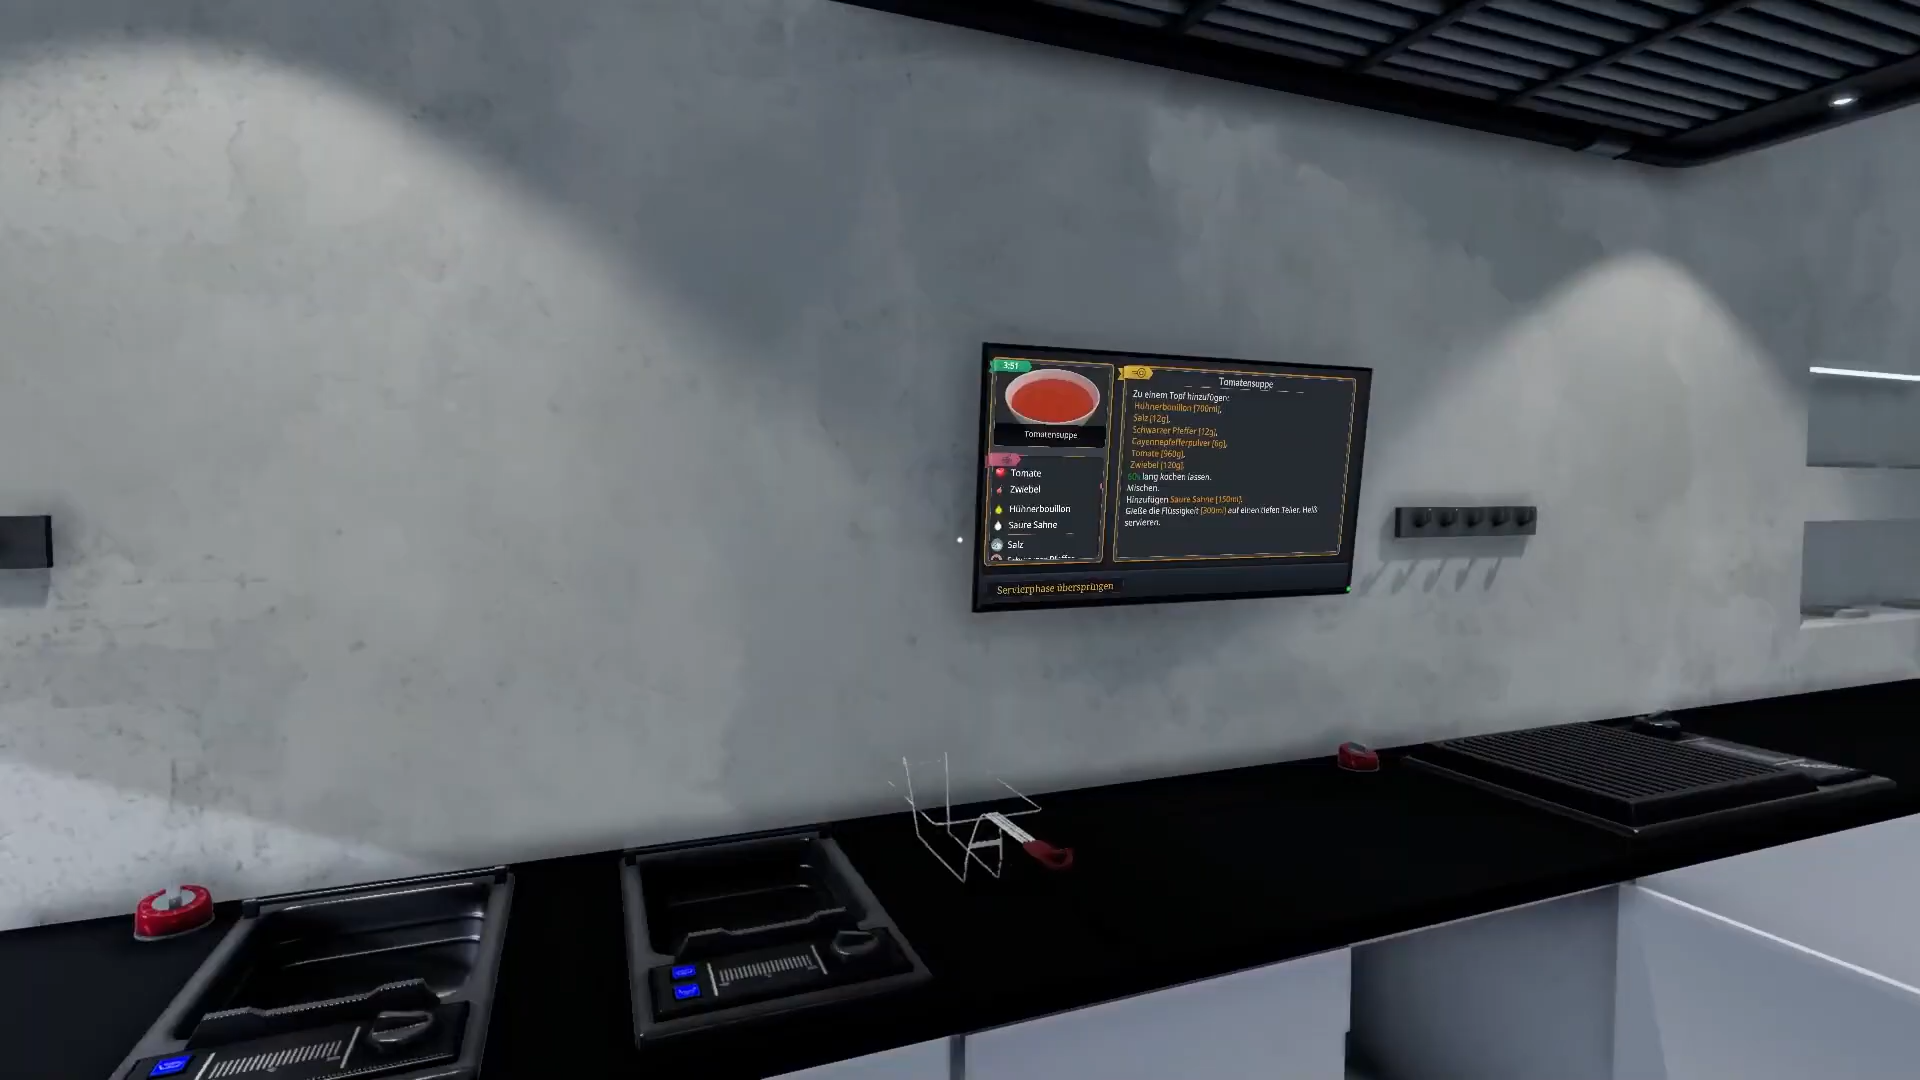 3:51
Tomatensuppe
Tomate
Zwiebel
Hühnerbouillon
Saure Sahne
Salz
Tomatensuppe
Zu einem Topf hinzufügen:
Hühnerbouillon [700ml],
Salz [12g],
Schwarzer Pfeffer [12g],
Cayennepfefferpulver [6g],
Tomate [960g],
Zwiebel [120g].
60s lang kochen lassen.
Mischen.
Hinzufügen Saure Sahne [150ml].
Gieße die Flüssigkeit [300ml] auf einen tiefen Teller. Heiß
servieren.
Servierphase überspringen